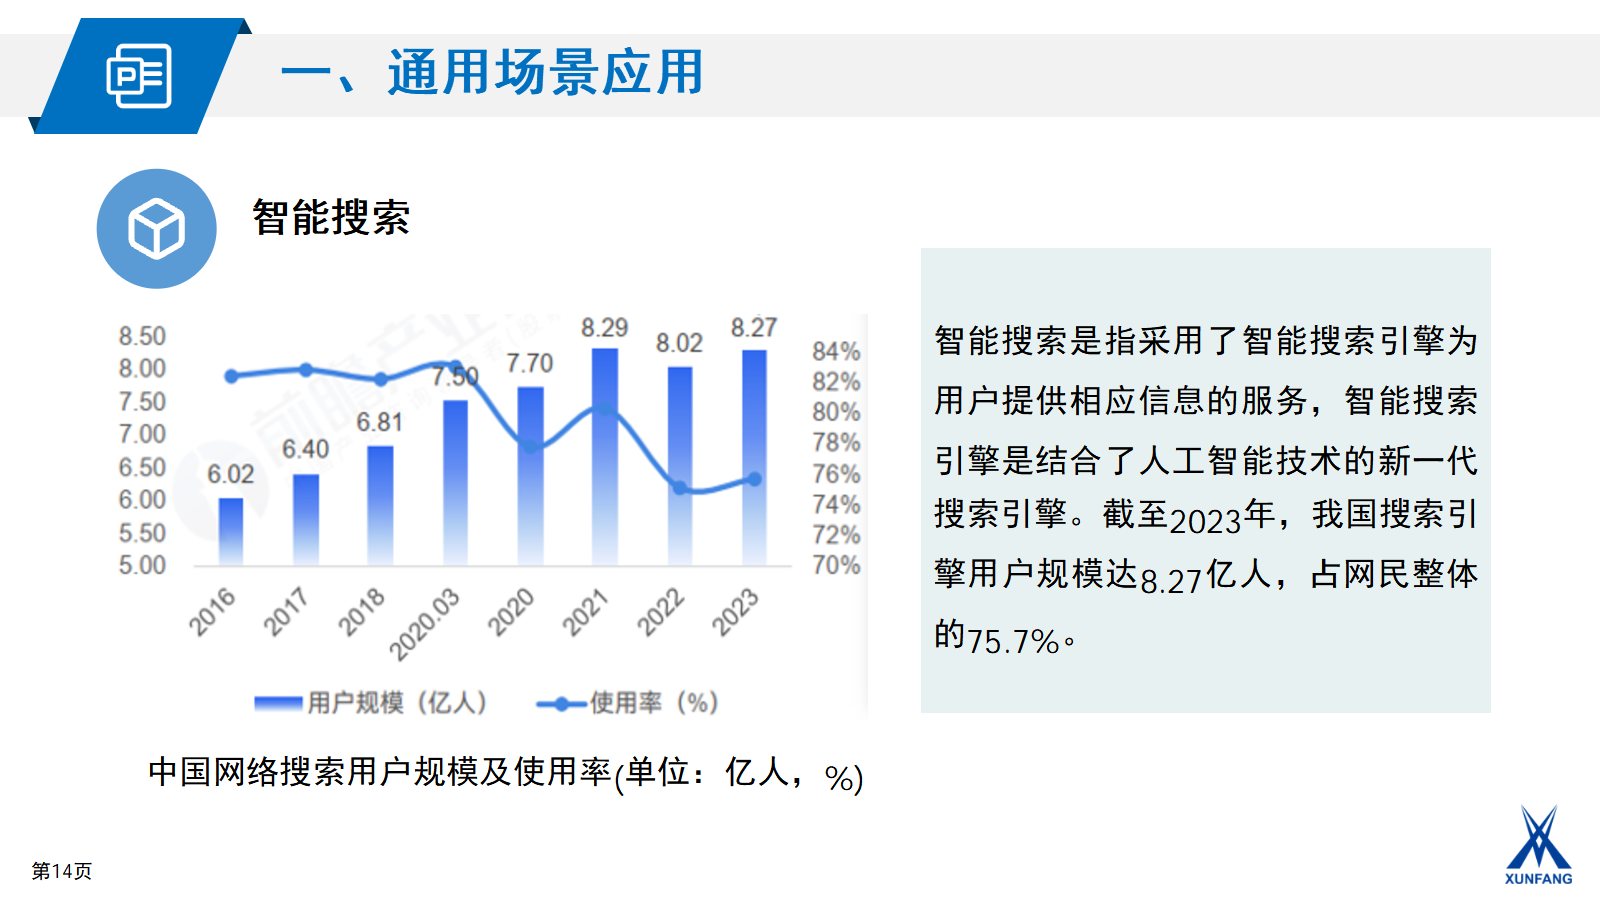 一、通用场景应用
智能搜索
8.50
8.00
7.50
7.00
6.50
6.00
5.50
5.00
6.02
6.40
6.81
7.50
7.70
8.29
8.02
8.27
84%
82%
80%
78%
76%
74%
72%
70%
2016
2017
2018
2020.03
2020
2021
2022
2023
用户规模（亿人）
使用率（%）
中国网络搜索用户规模及使用率(单位：亿人，%)
智能搜索是指采用了智能搜索引擎为
用户提供相应信息的服务，智能搜索
引擎是结合了人工智能技术的新一代
搜索引擎。截至2023年，我国搜索引
擎用户规模达8.27亿人，占网民整体
的75.7%。
第14页
XUNFANG